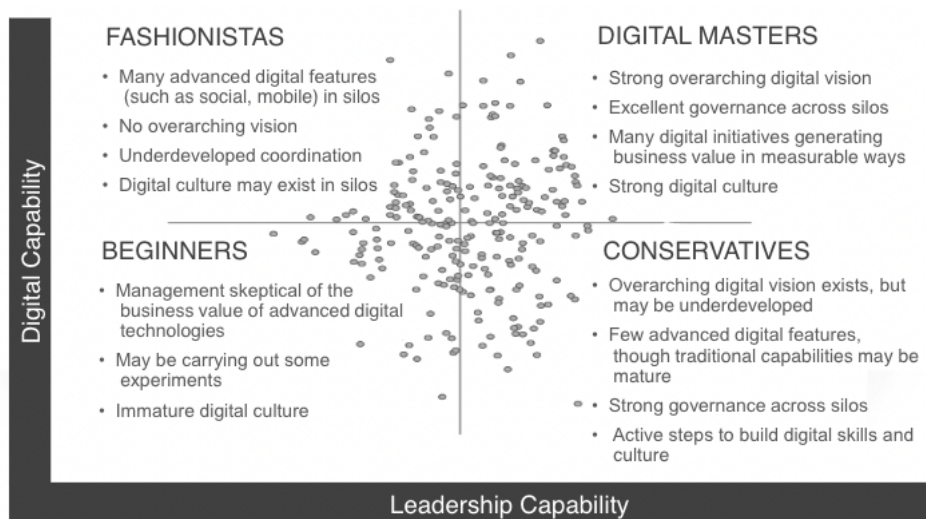 FASHIONISTAS
• Many advanced digital features
(such as social, mobile) in silos
• No overarching vision
• Underdeveloped coordination
• Digital culture may exist in silos
DIGITAL MASTERS
• Strong overarching digital vision
• Excellent governance across silos
• Many digital initiatives generating
business value in measurable ways
• Strong digital culture
BEGINNERS
• Management skeptical of the
business value of advanced digital
technologies
• May be carrying out some
experiments
• Immature digital culture
CONSERVATIVES
• Overarching digital vision exists, but
may be underdeveloped
• Few advanced digital features,
though traditional capabilities may be
mature
• Strong governance across silos
• Active steps to build digital skills and
culture
Digital Capability
Leadership Capability